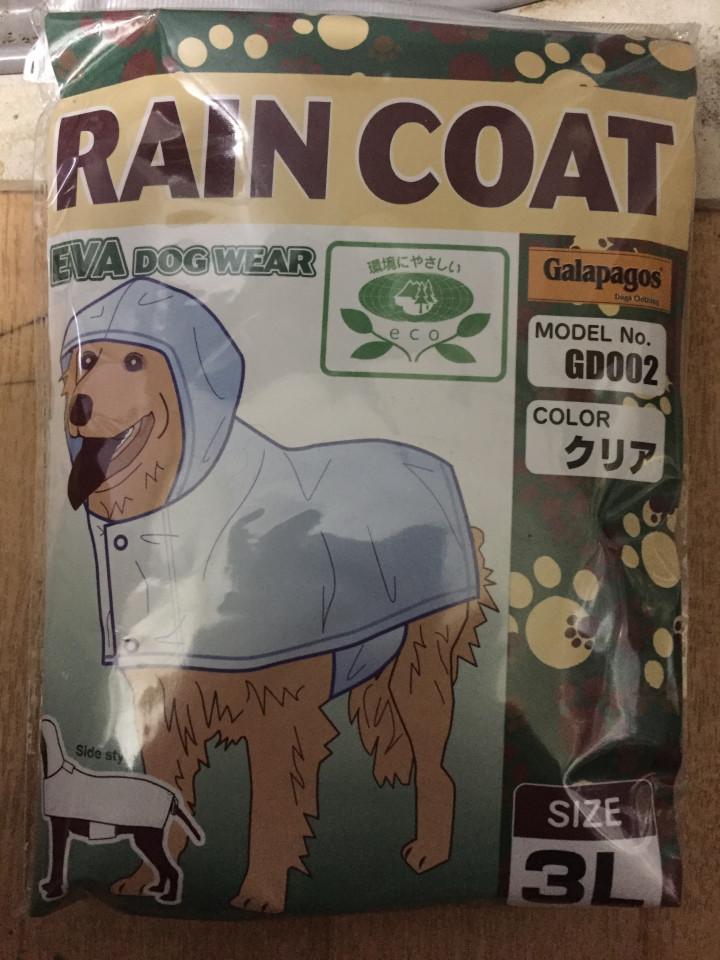 RAIN COAT
EVA DOG WEAR
環境にやさしい
eco
Galapagos
Dogs Clothing
MODEL No.
GD002
COLOR
クリア
Side
SIZE
3L